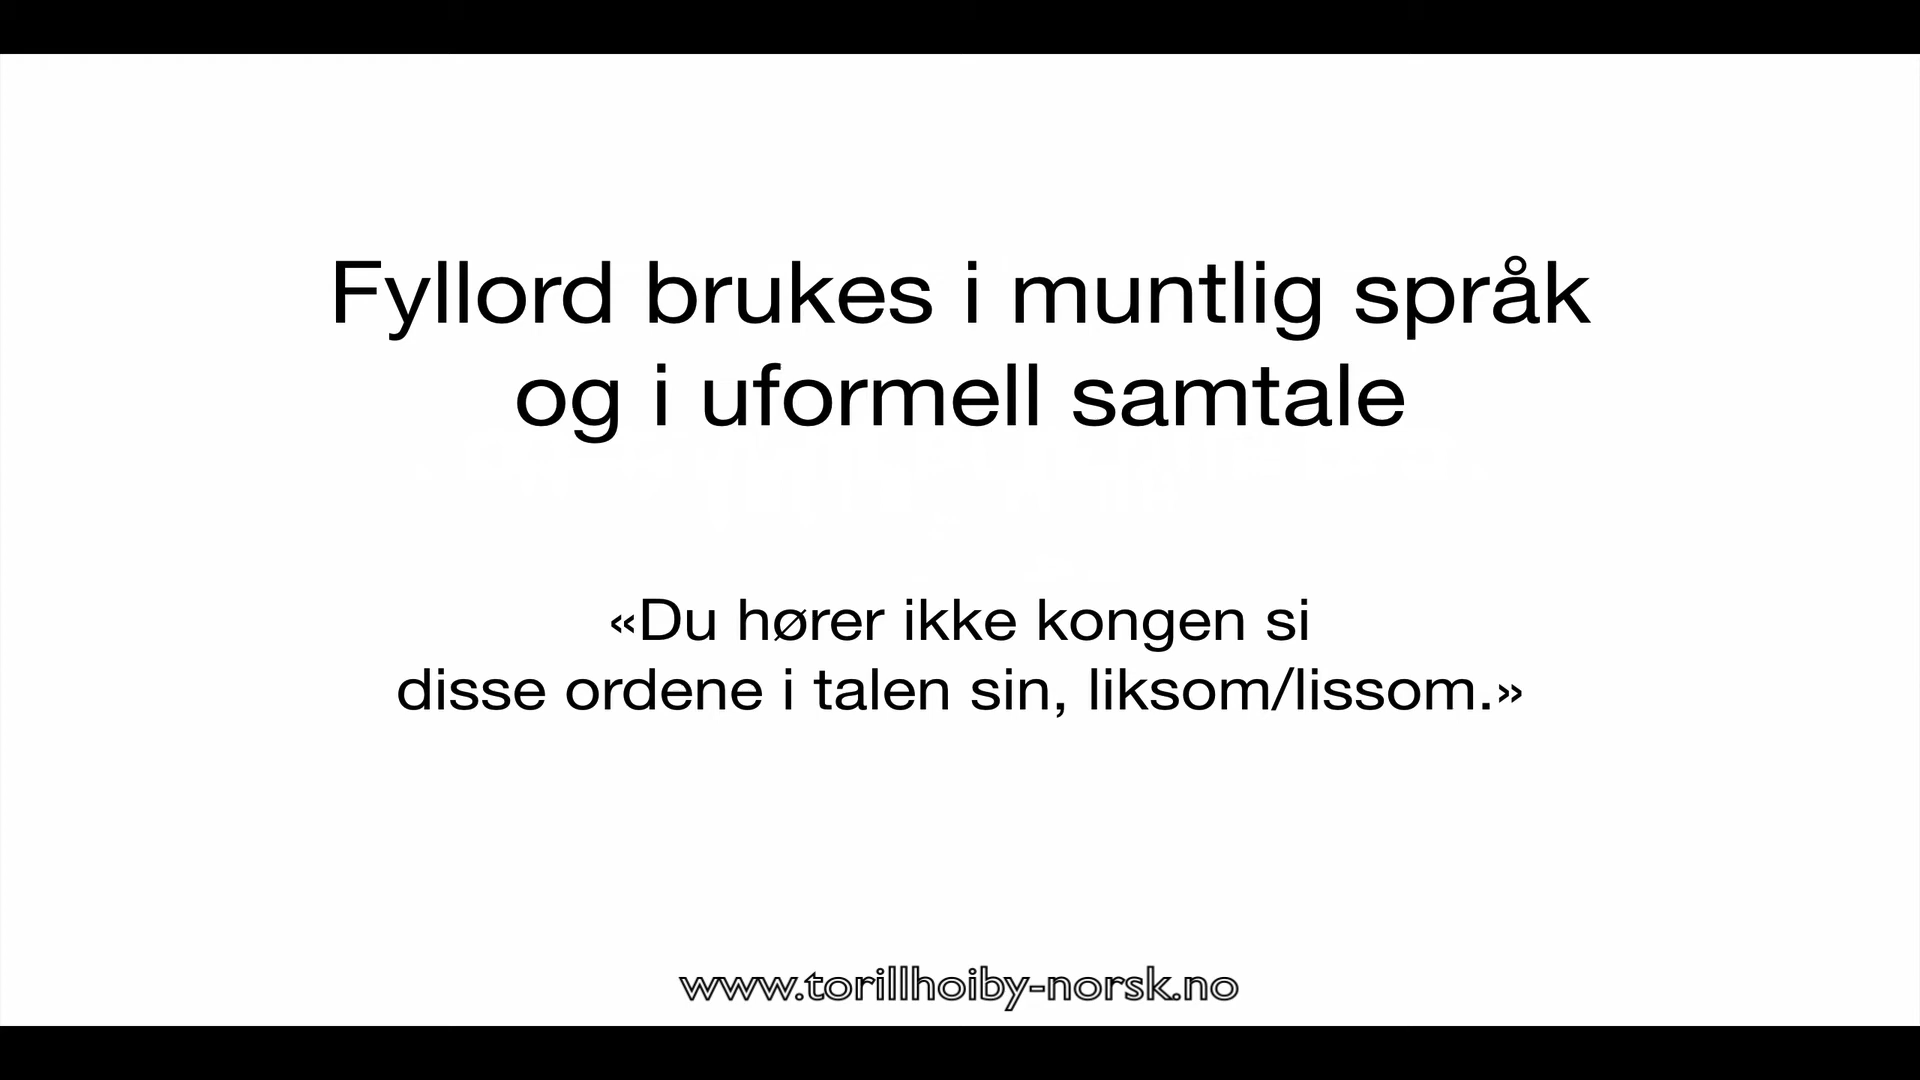 Fyllord brukes i muntlig språk
og i uformell samtale
«Du hører ikke kongen si
disse ordene i talen sin, liksom/lissom.»
www.torillhoiby-norsk.no